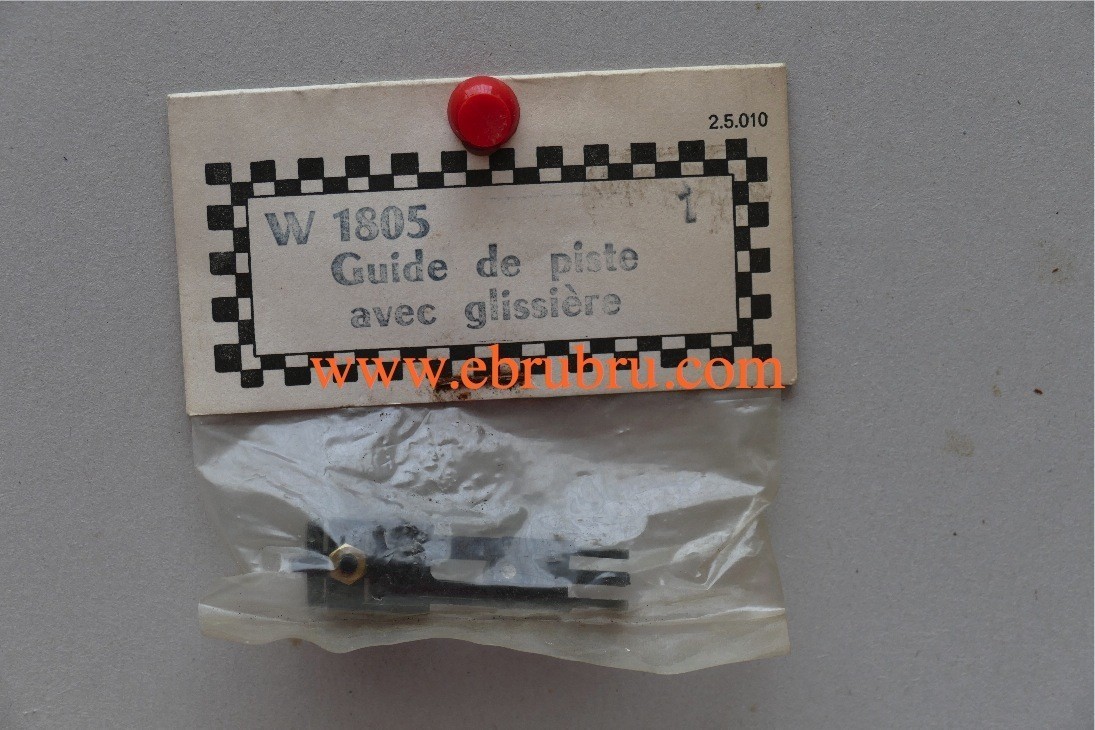 2.5.010
W 1805 1
Guide de piste
avec glissière
www.ebrubru.com